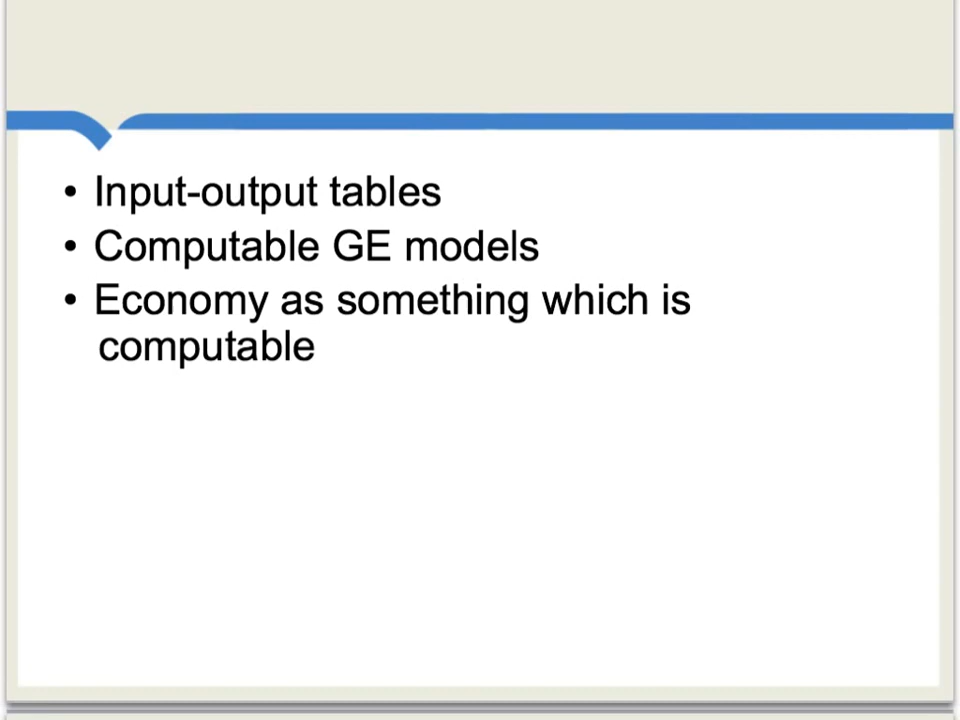 • Input-output tables
• Computable GE models
• Economy as something which is
computable